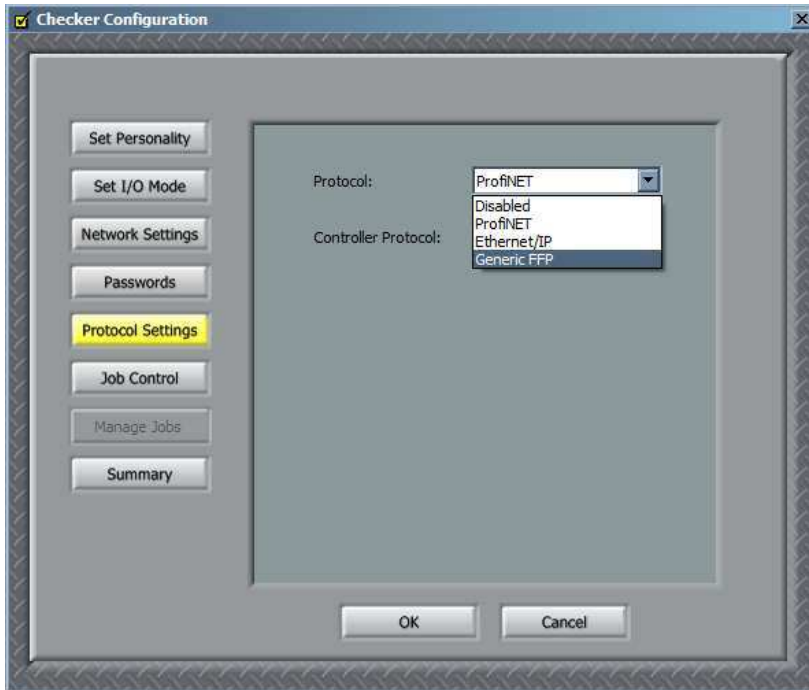 Checker Configuration
Set Personality
Set I/O Mode
Network Settings
Passwords
Protocol Settings
Job Control
Manage Jobs
Summary
Protocol: ProfiNET
Disabled
ProfiNET
Ethernet/IP
Generic FFP
Controller Protocol:
OK Cancel